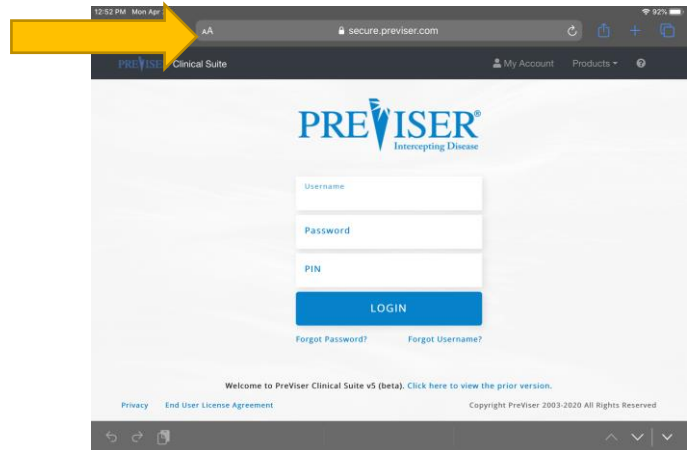 12:52 PM Mon Apr
92%
AA
secure.previser.com
PREVISER Clinical Suite
My Account Products ?
PREVISER®
Intercepting Disease
Username
Password
PIN
LOGIN
Forgot Password? Forgot Username?
Welcome to PreViser Clinical Suite v5 (beta). Click here to view the prior version.
Privacy End User License Agreement Copyright PreViser 2003-2020 All Rights Reserved